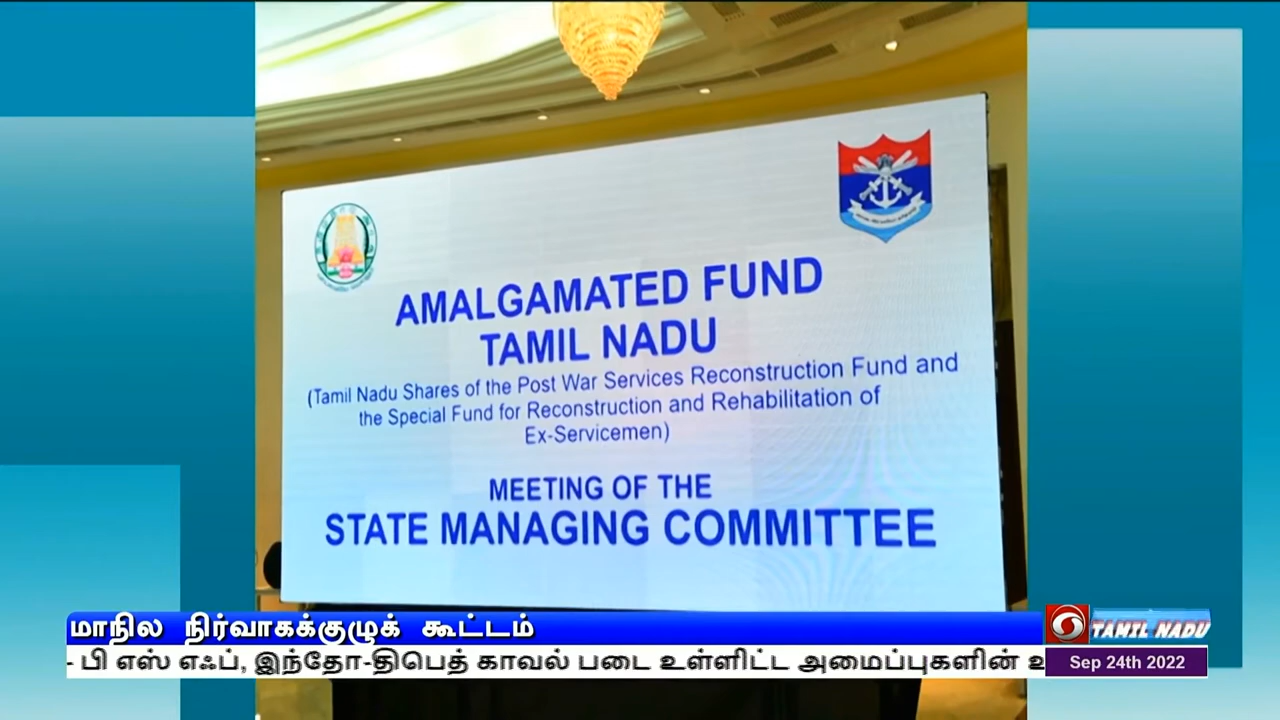 AMALGAMATED FUND
TAMIL NADU
(Tamil Nadu Shares of the Post War Services Reconstruction Fund and
the Special Fund for Reconstruction and Rehabilitation of
Ex-Servicemen)
MEETING OF THE
STATE MANAGING COMMITTEE
மாநில நிர்வாகக்குழுக் கூட்டம்
TAMIL NADU
- பி எஸ் எஃப், இந்தோ-திபெத் காவல் படை உள்ளிட்ட அமைப்புகளின்
Sep 24th 2022